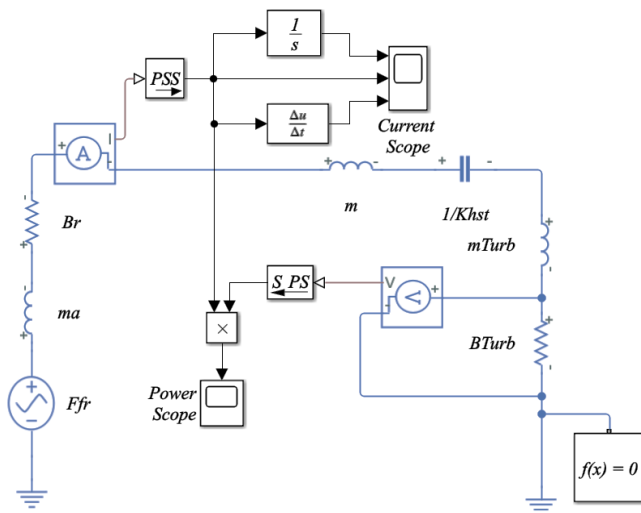 1
s
PSS
Δu
Δt
Current
Scope
+
A
I
-
+
-
+
-
m
1/Khst
-
Br
+
+
mTurb
-
-
ma
+
S PS
V
V
+
-
×
+
BTurb
-
+
-
Ffr
Power
Scope
f(x) = 0